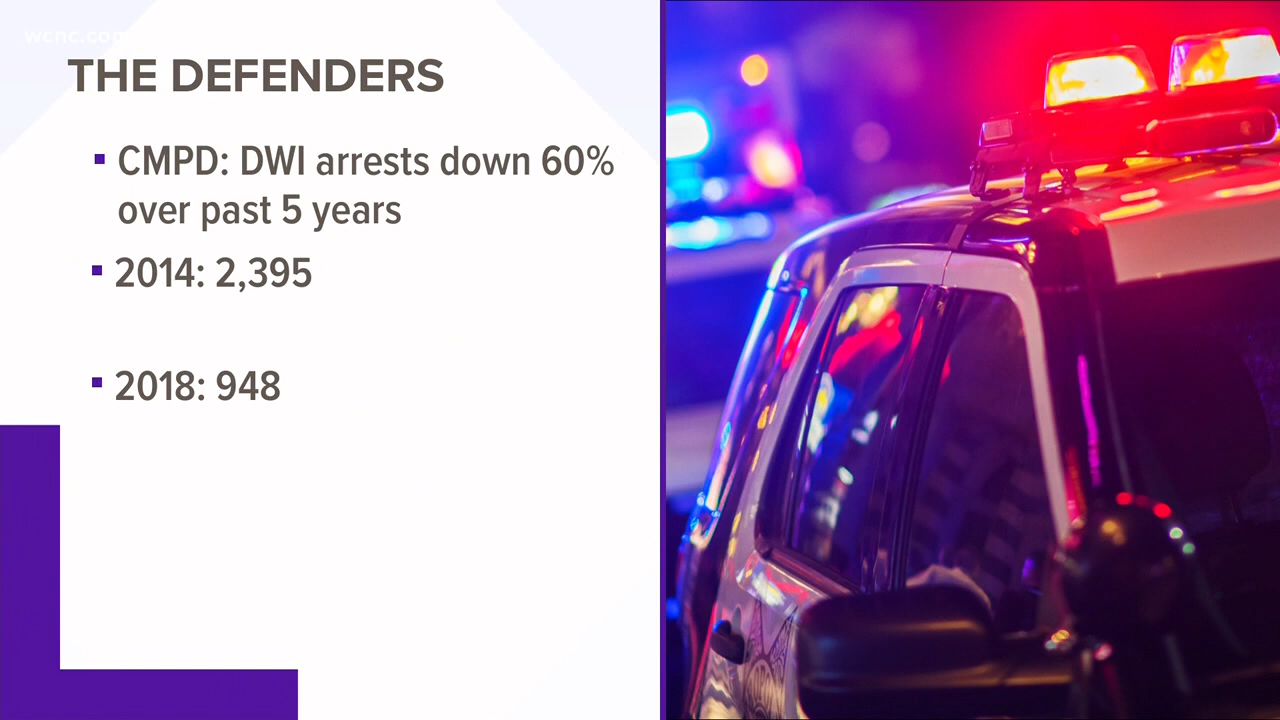 wcnc.com
THE DEFENDERS
CMPD: DWI arrests down 60%
over past 5 years
2014: 2,395
2018: 948